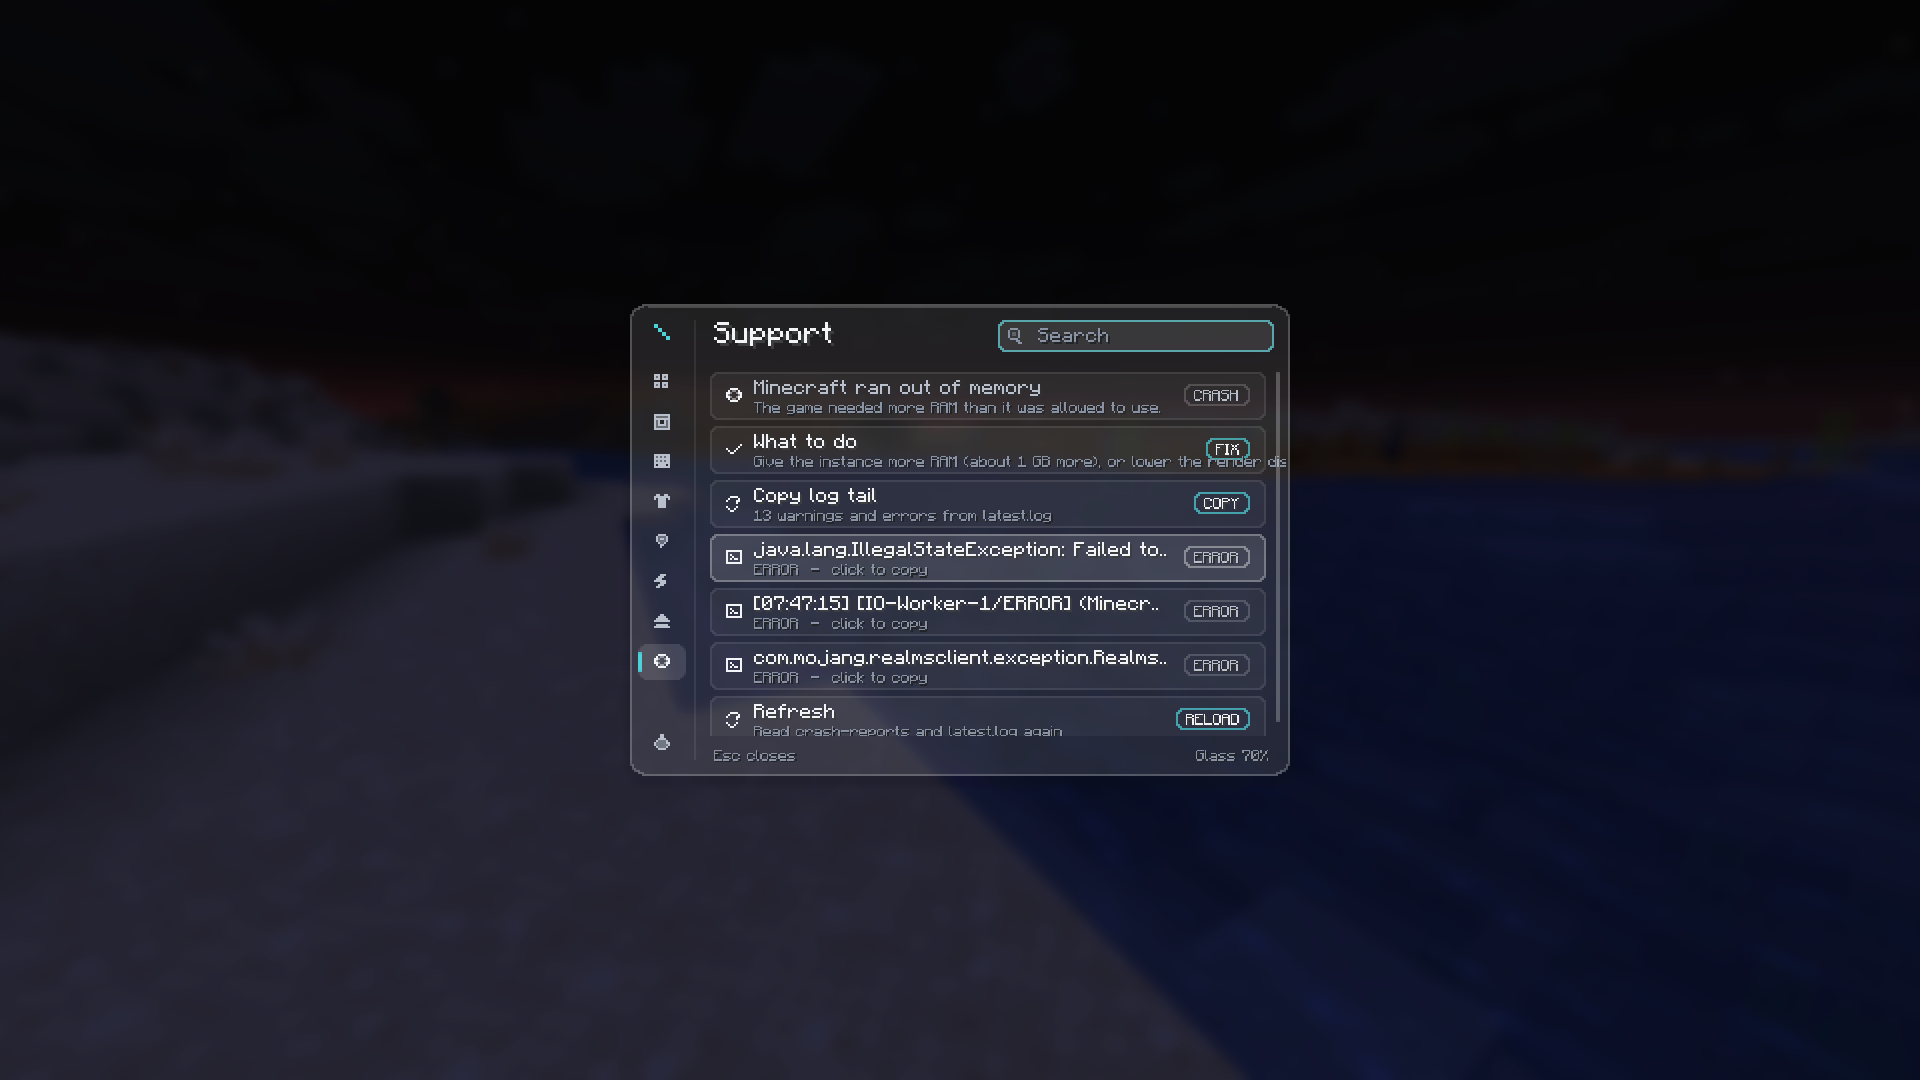 Support
Search
Minecraft ran out of memory
The game needed more RAM than it was allowed to use.
CRASH
What to do
Give the instance more RAM (about 1 GB more), or lower the render dis
FIX
Copy log tail
13 warnings and errors from latest.log
COPY
java.lang.IllegalStateException: Failed to..
ERROR - click to copy
ERROR
[07:47:15] [IO-Worker-1/ERROR] (Minecr..
ERROR - click to copy
ERROR
com.mojang.realmsclient.exception.Realms..
ERROR - click to copy
ERROR
Refresh
Read crash-reports and latest.log again
RELOAD
Esc closes
Glass 70%